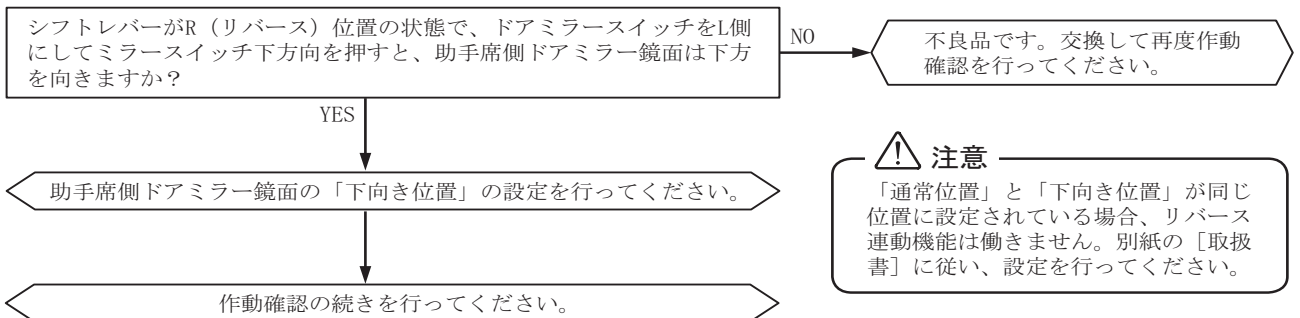 シフトレバーがR（リバース）位置の状態で、ドアミラースイッチをL側
にしてミラースイッチ下方向を押すと、助手席側ドアミラー鏡面は下方
を向きますか？
NO
不良品です。交換して再度作動
確認を行ってください。
YES
助手席側ドアミラー鏡面の「下向き位置」の設定を行ってください。
注意
「通常位置」と「下向き位置」が同じ
位置に設定されている場合、リバース
連動機能は働きません。別紙の［取扱
書］に従い、設定を行ってください。
作動確認の続きを行ってください。